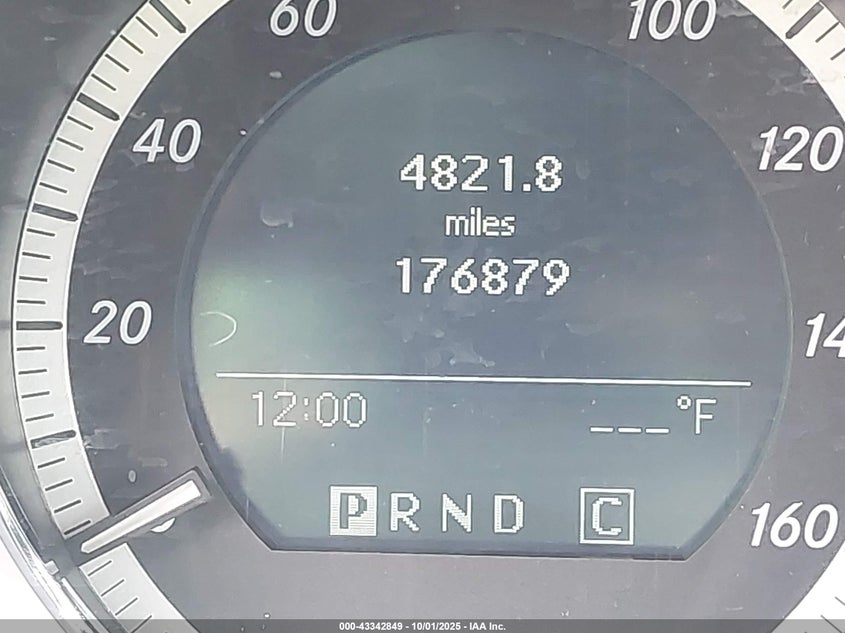 60 100
40 120
4821.8
miles
176879
20 14
12:00 ___°F
P R N D C
160
000-43342849 - 10/01/2025 - IAA Inc.